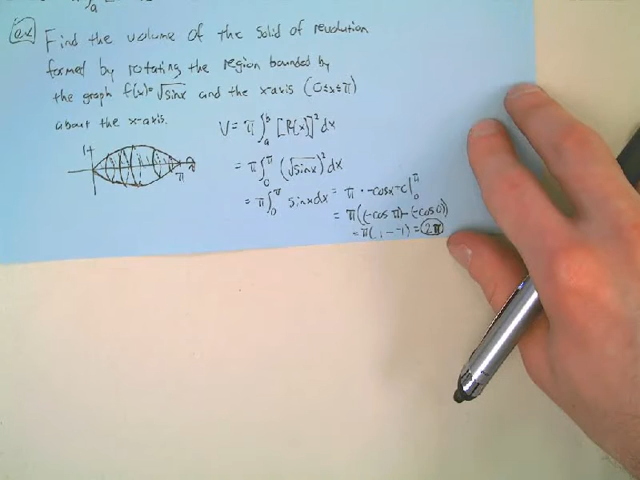 ex Find the volume of the solid of revolution
formed by rotating the region bounded by
the graph f(x)=√sinx and the x-axis (0≤x≤π)
about the x-axis.
V = π∫ₐᵇ [R(x)]² dx
= π∫₀^π (√sinx)² dx
= π∫₀^π sinx dx = π · -cosx |₀^π
= π((-cos π)-(-cos 0))
= π(1--1) = 2π
1
π